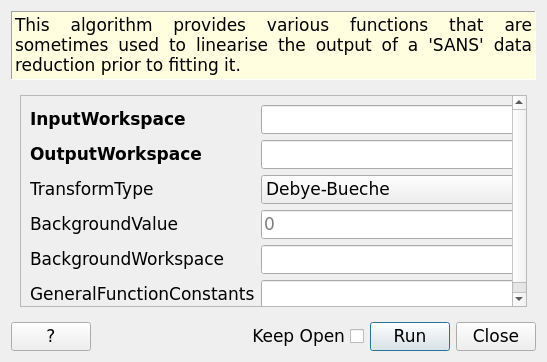 This algorithm provides various functions that are
sometimes used to linearise the output of a 'SANS' data
reduction prior to fitting it.
InputWorkspace
OutputWorkspace
TransformType Debye-Bueche
BackgroundValue 0
BackgroundWorkspace
GeneralFunctionConstants
? Keep Open Run Close